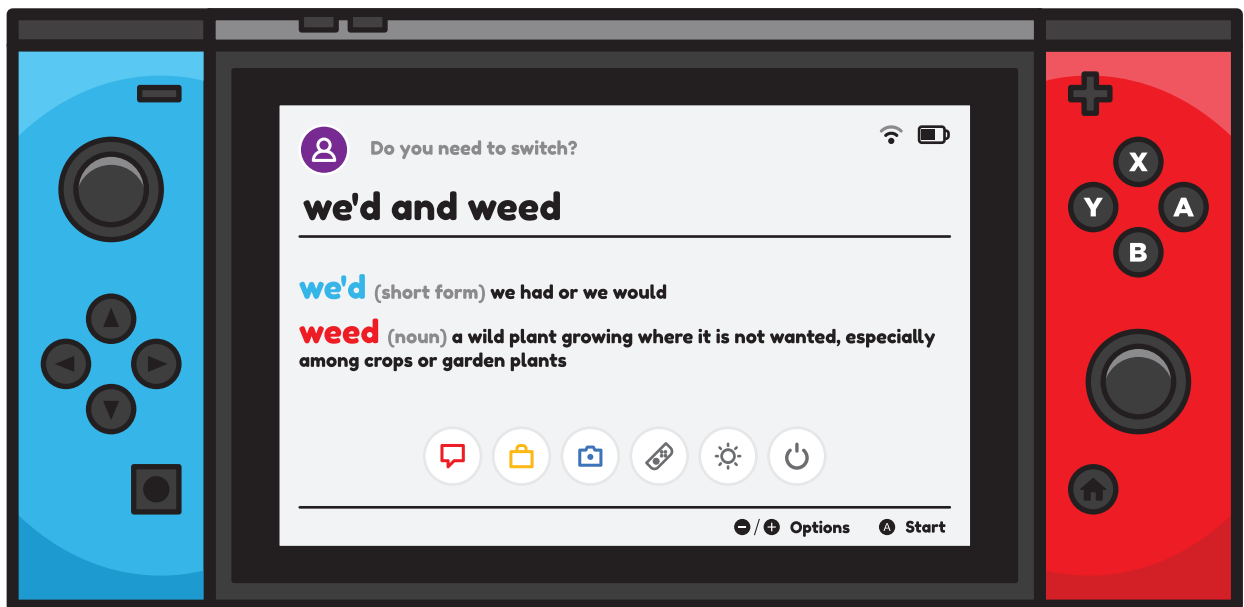 Do you need to switch?
we'd and weed
we'd (short form) we had or we would
weed (noun) a wild plant growing where it is not wanted, especially
among crops or garden plants
X
Y A
B
-/+ Options A Start